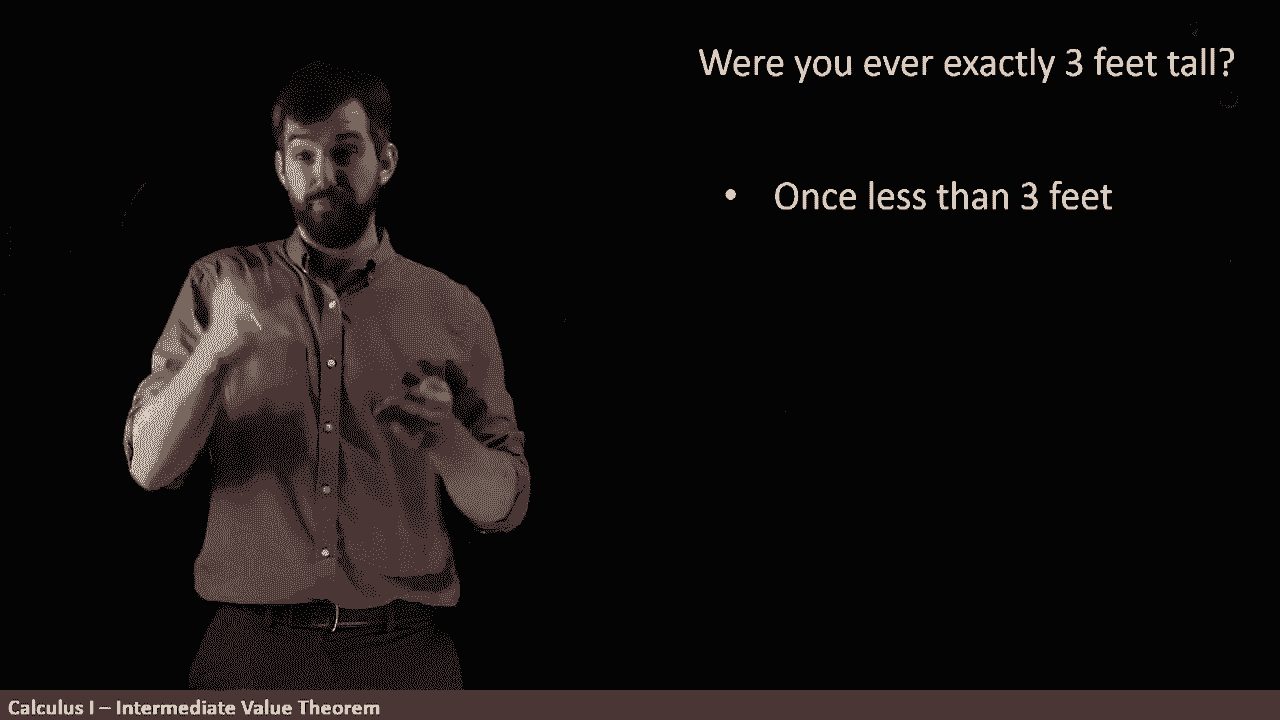 Were you ever exactly 3 feet tall?
• Once less than 3 feet
Calculus I – Intermediate Value Theorem